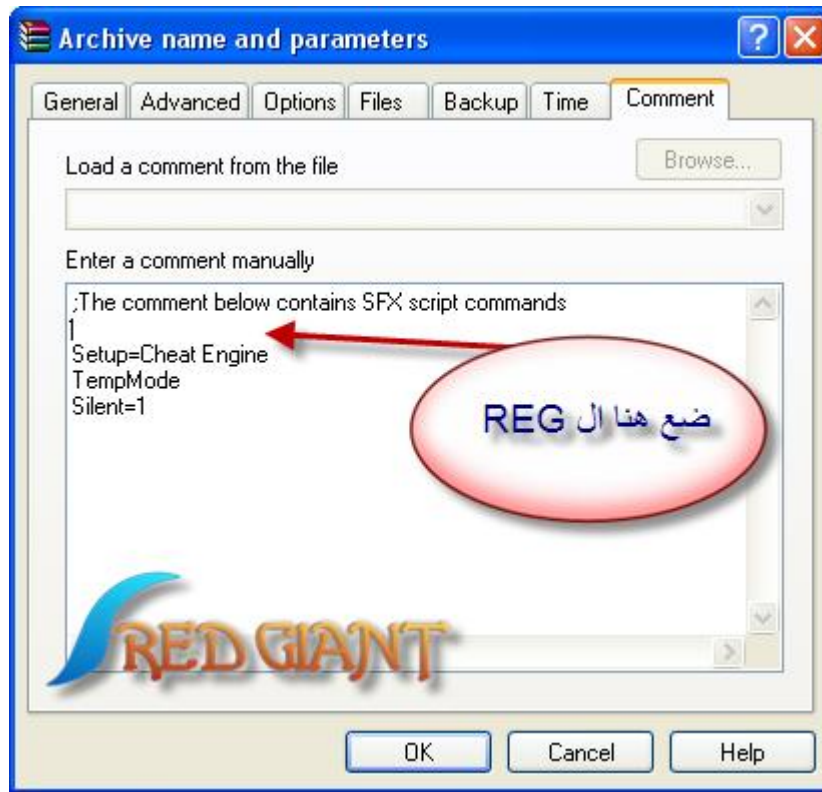 Archive name and parameters
General Advanced Options Files Backup Time Comment
Load a comment from the file
Browse...
Enter a comment manually
;The comment below contains SFX script commands
Setup=Cheat Engine
TempMode
Silent=1
ضع هنا ال REG
RED GIANT
OK Cancel Help